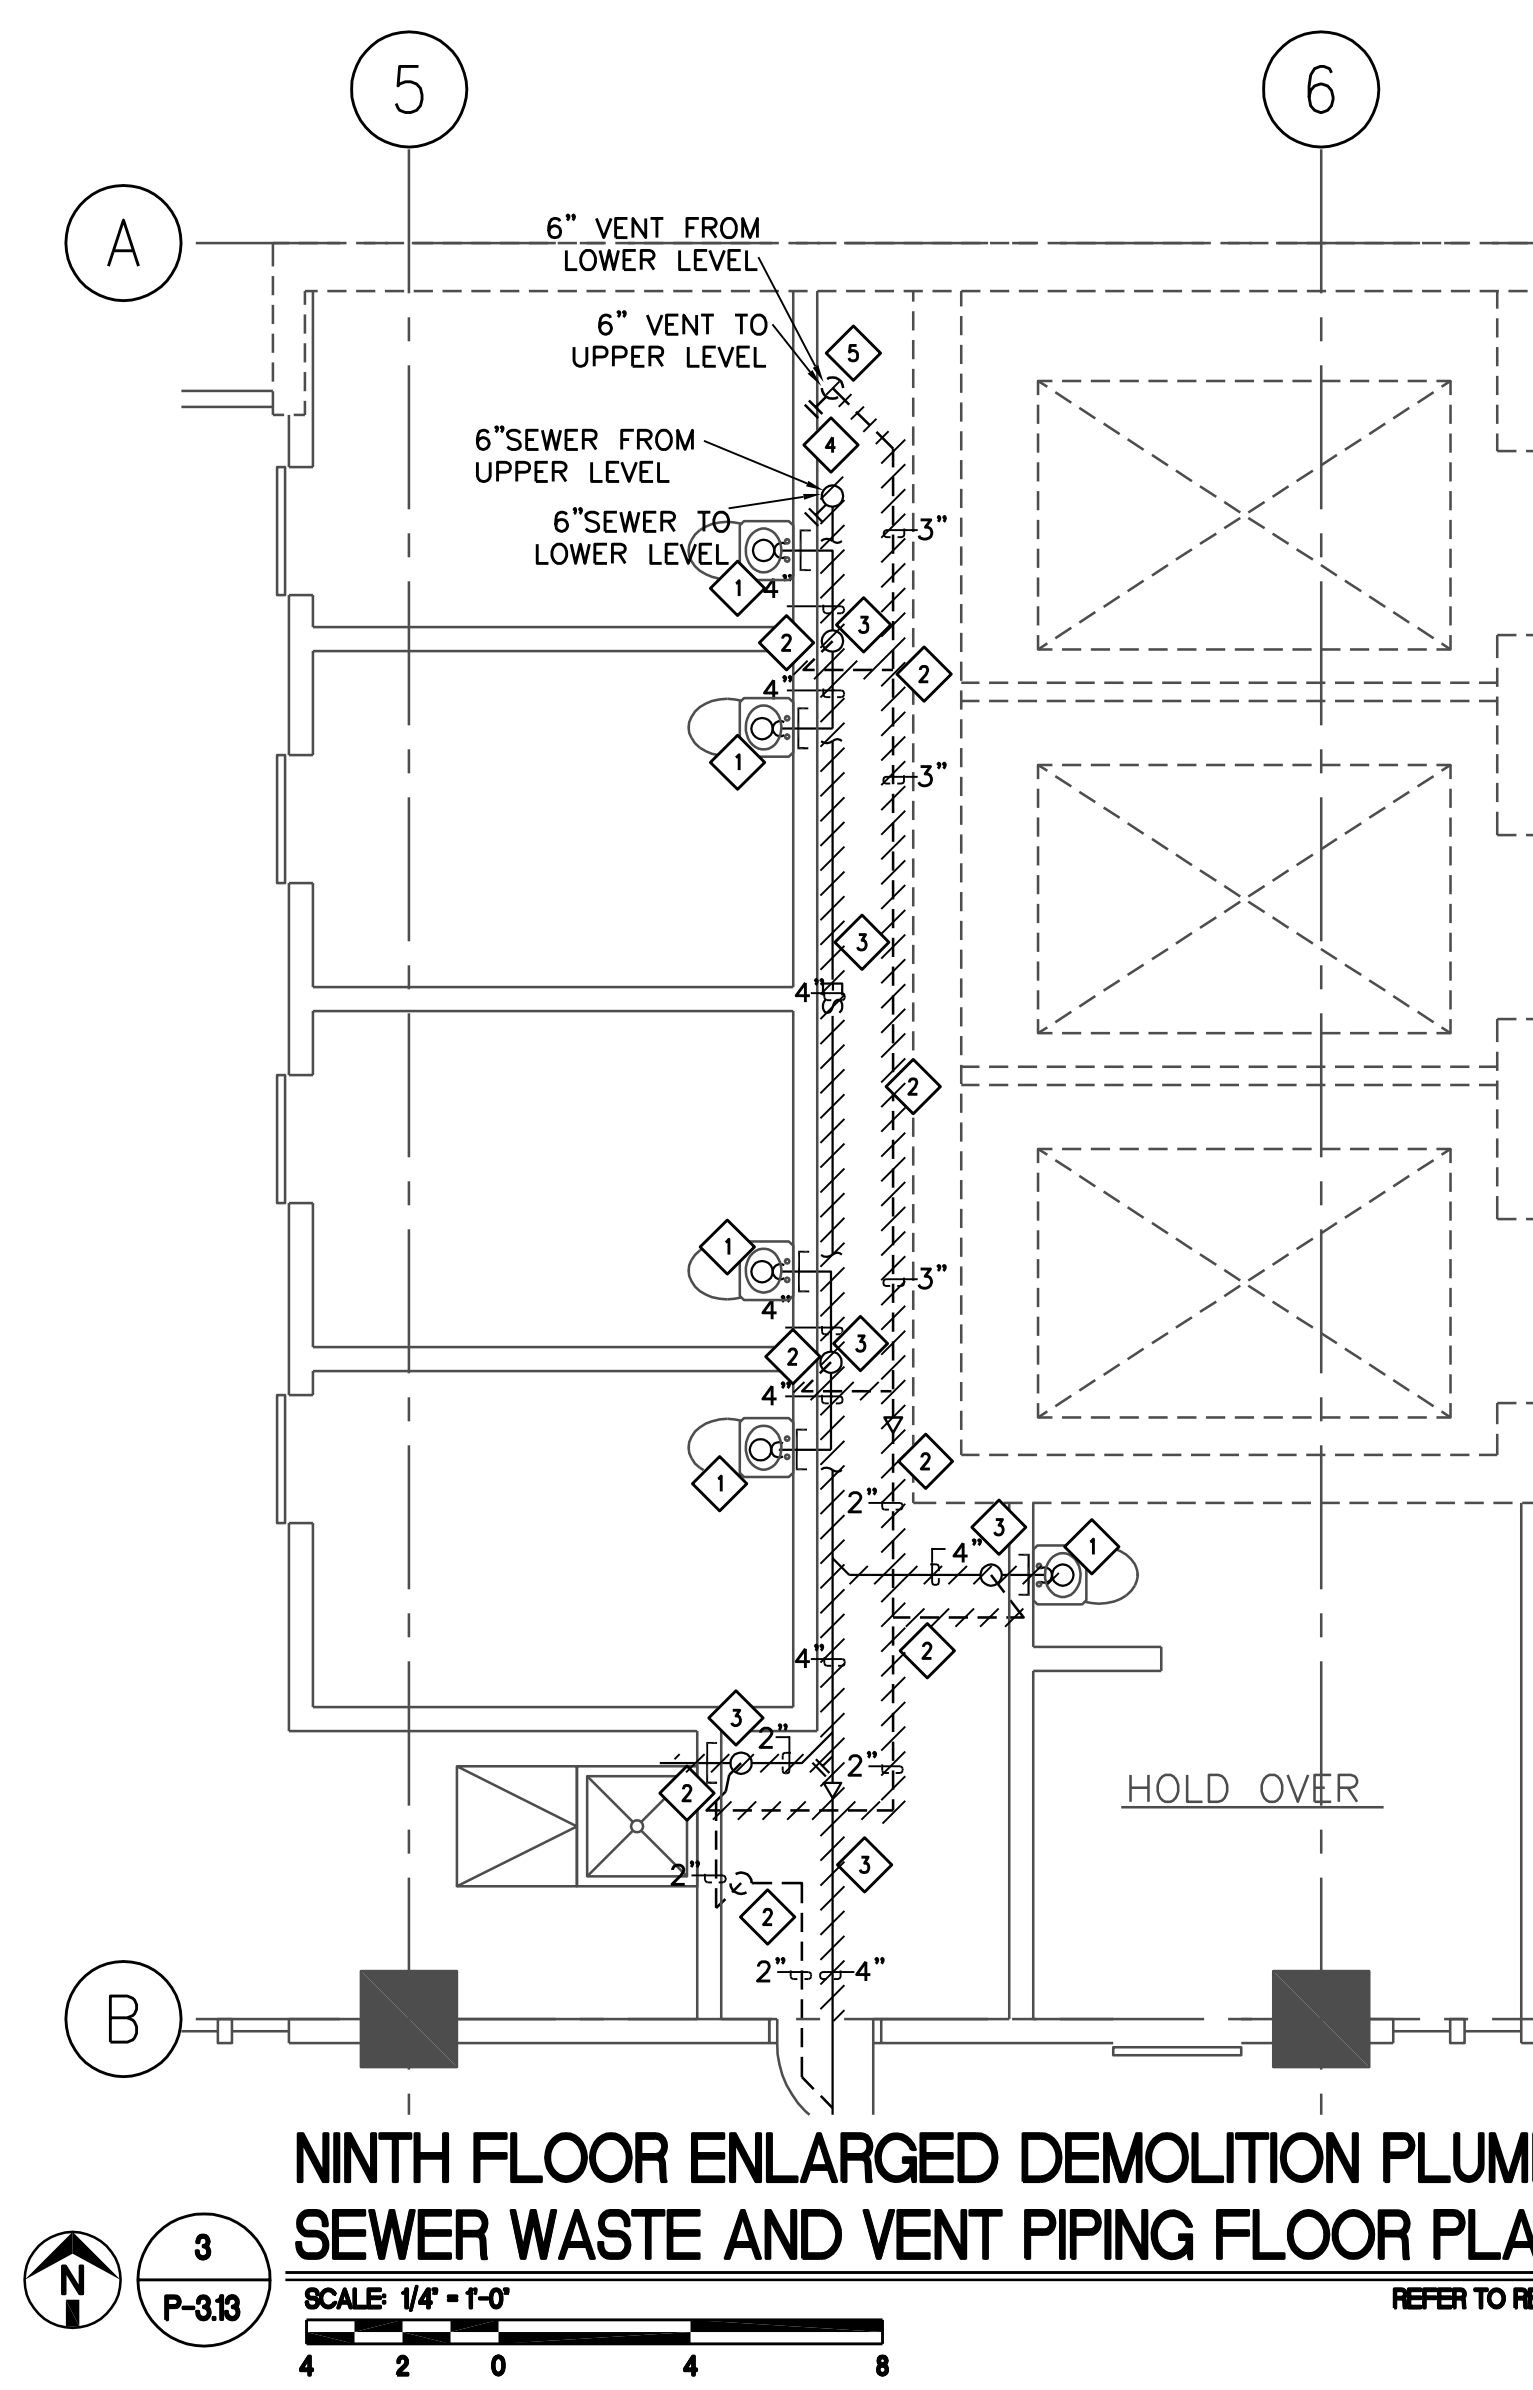 5
6
A
6" VENT FROM
LOWER LEVEL
6" VENT TO
UPPER LEVEL
5
4
6"SEWER FROM
UPPER LEVEL
6"SEWER TO
LOWER LEVEL
3"
1
4"
3
2
2
4"
1
3"
3
4"
S
2
1
3"
4"
3
2
4"
2
1
2"
3
4"
1
2
4"
3
2"
2"
2
HOLD OVER
3
2"
2
2"
4"
B
NINTH FLOOR ENLARGED DEMOLITION PLUM
SEWER WASTE AND VENT PIPING FLOOR PLA
3
N
P-3.13
SCALE: 1/4" = 1'-0"
REFER TO RE
4
2
0
4
8